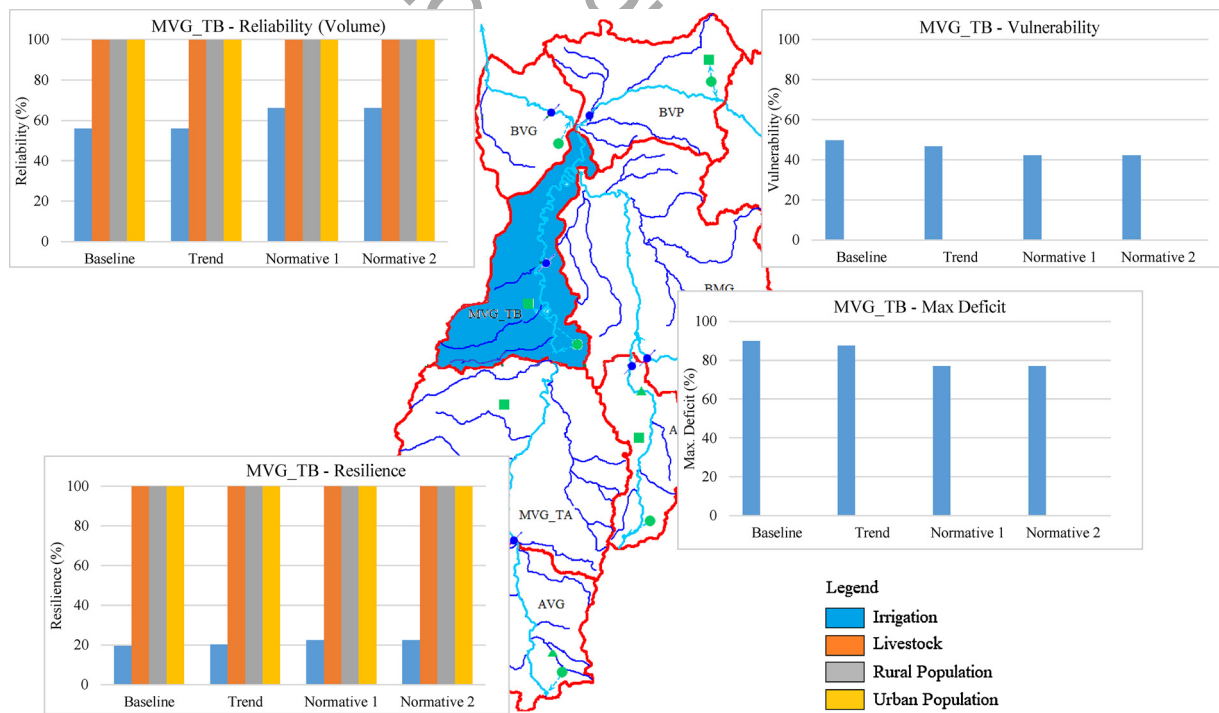 MVG_TB - Reliability (Volume)
Reliability (%)
100
80
60
40
20
0
Baseline
Trend
Normative 1
Normative 2
MVG_TB - Vulnerability
Vulnerability (%)
100
80
60
40
20
0
Baseline
Trend
Normative 1
Normative 2
BVG
BVP
BMG
MVG_TB
MVG_TA
AVG
A
MVG_TB - Max Deficit
Max. Deficit (%)
100
80
60
40
20
0
Baseline
Trend
Normative 1
Normative 2
MVG_TB - Resilience
Resilience (%)
100
80
60
40
20
0
Baseline
Trend
Normative 1
Normative 2
Legend
Irrigation
Livestock
Rural Population
Urban Population